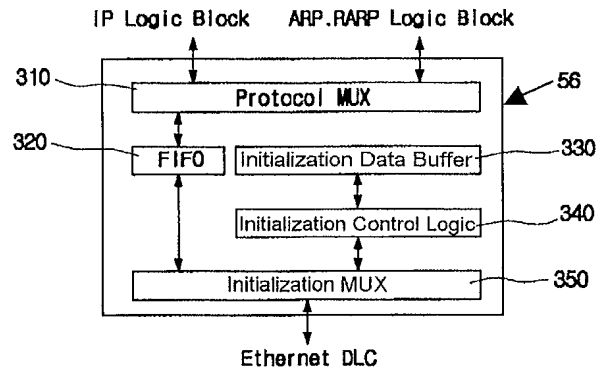 IP Logic Block ARP.RARP Logic Block
310
Protocol MUX
56
320
FIFO
Initialization Data Buffer
330
Initialization Control Logic
340
Initialization MUX
350
Ethernet DLC